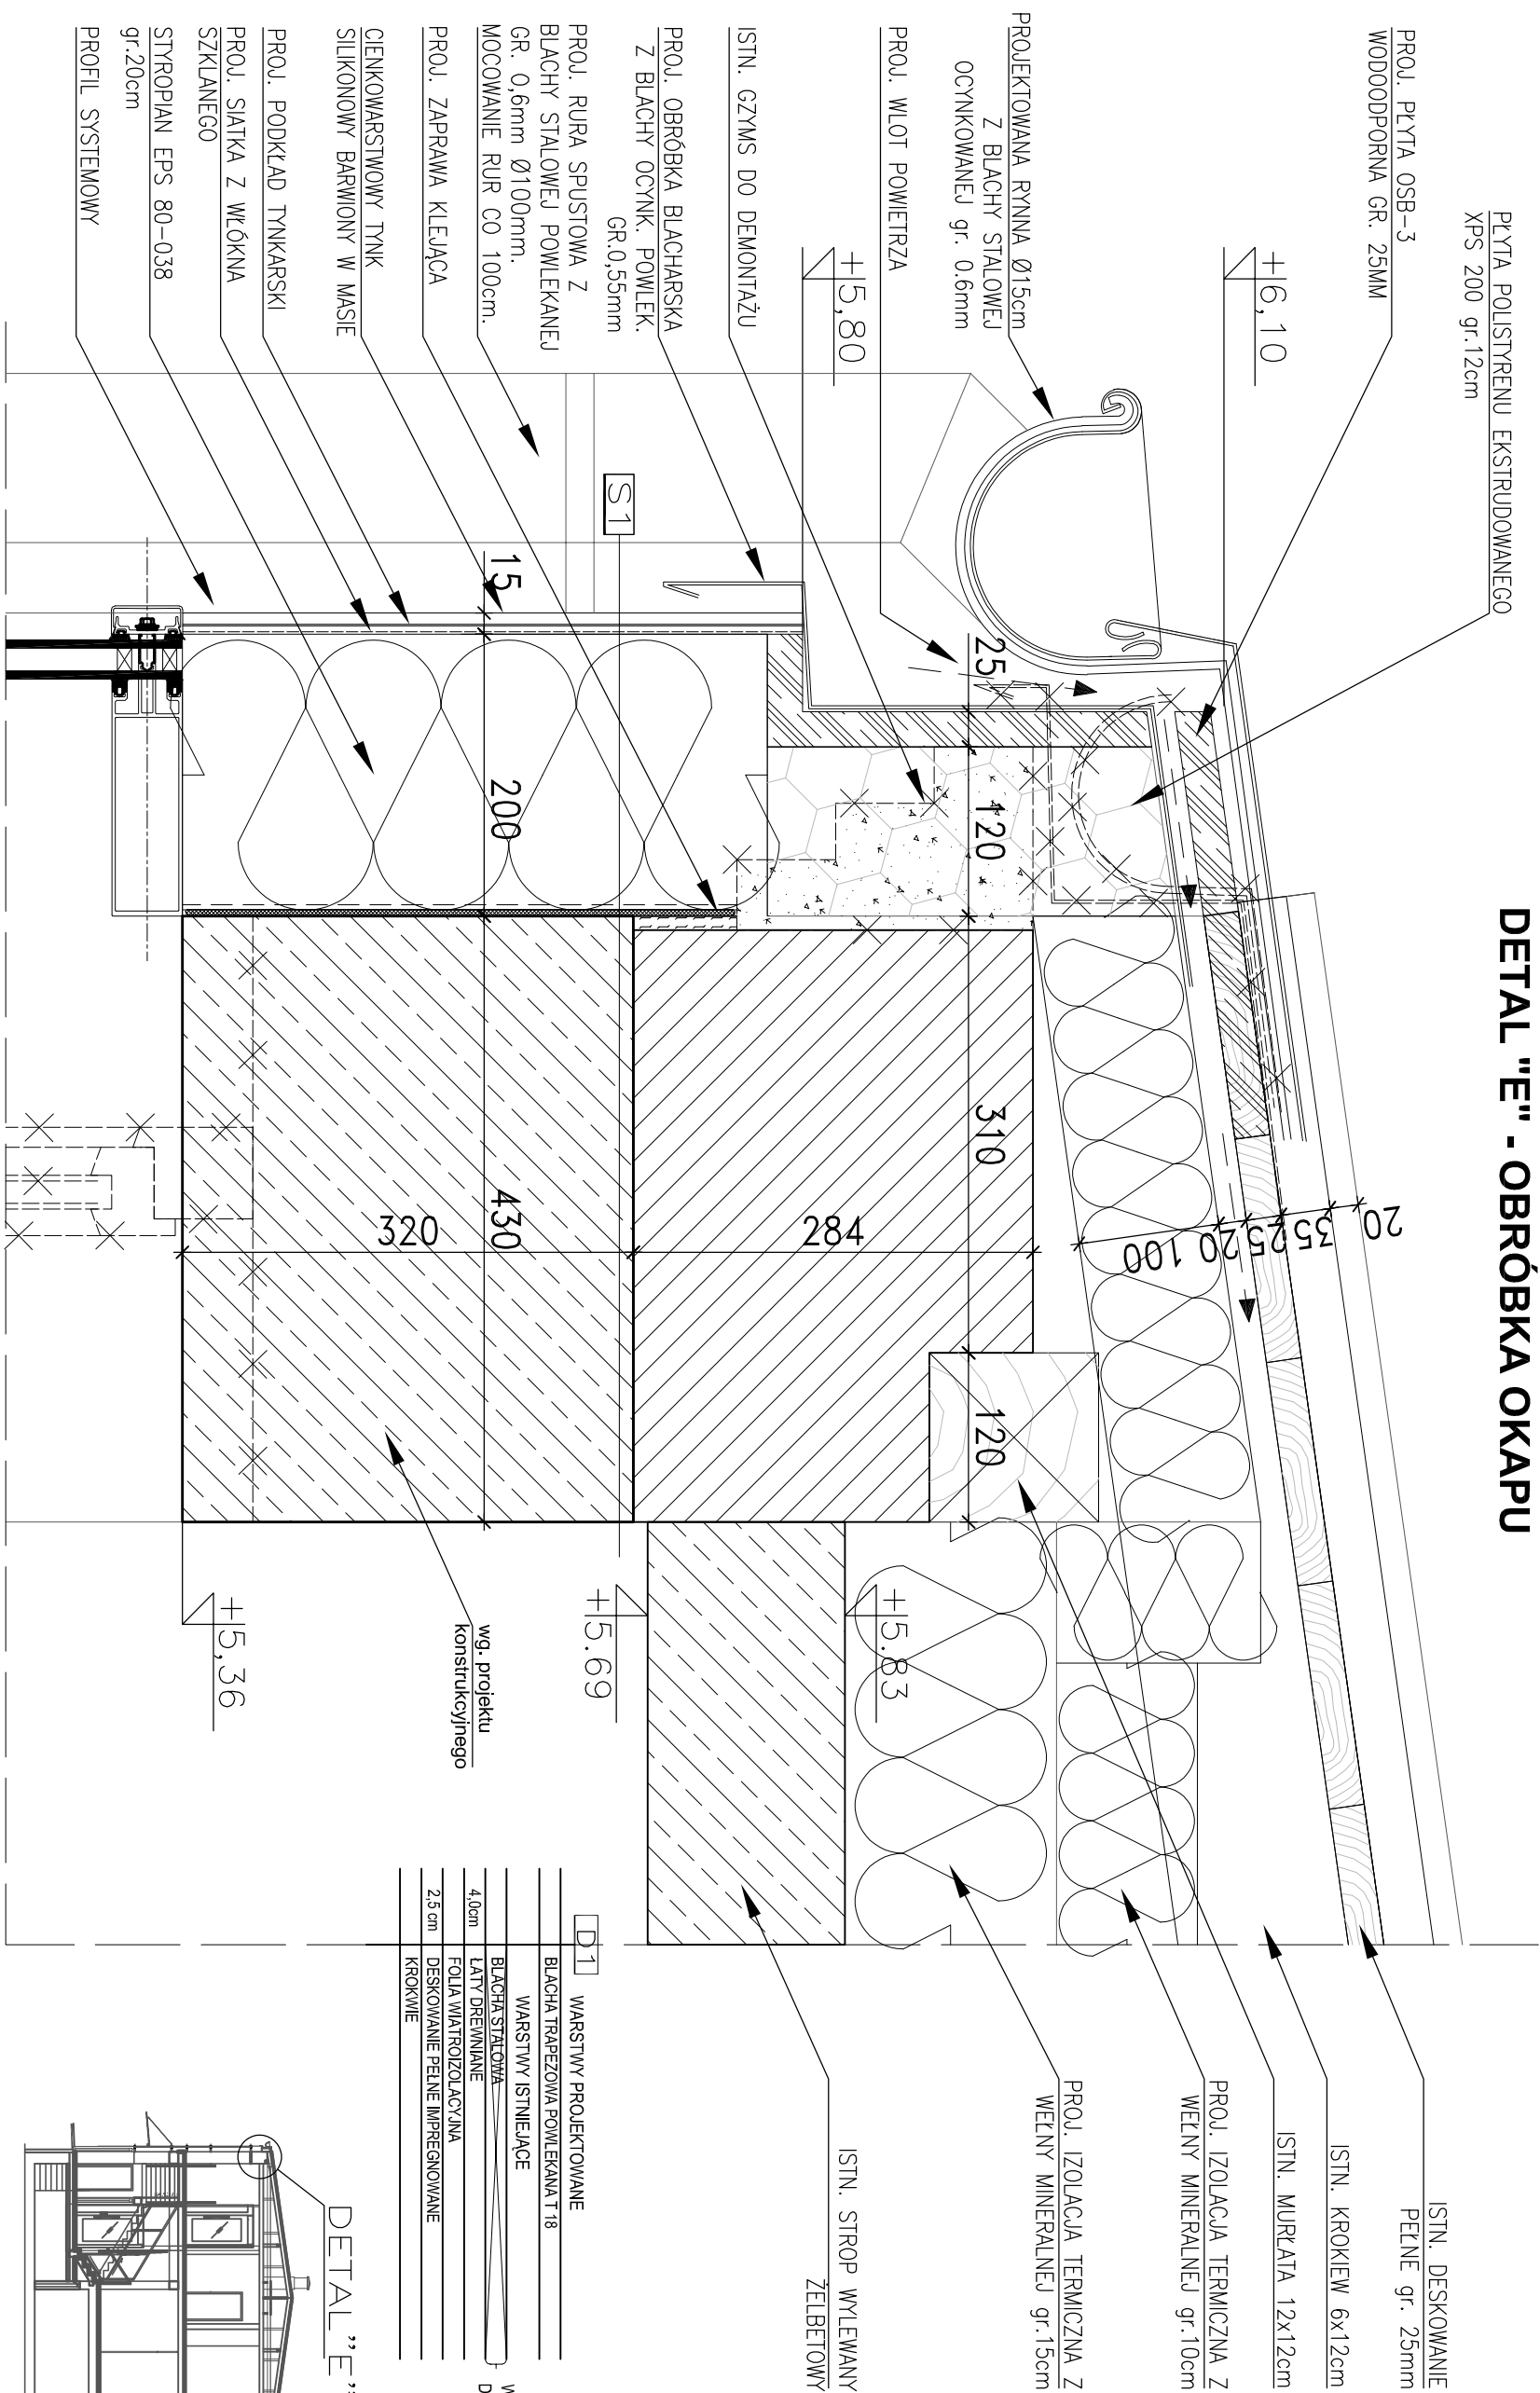 DETAL "E" - OBRÓBKA OKAPU
PŁYTA POLISTYRENU EKSTRUDOWANEGO
XPS 200 gr.12cm
PROJ. PŁYTA OSB-3
WODOODPORNA GR. 25MM
+6,10
PROJEKTOWANA RYNNA Ø15cm
Z BLACHY STALOWEJ
OCYNKOWANEJ gr. 0.6mm
PROJ. WLOT POWIETRZA
+5,80
ISTN. GZYMS DO DEMONTAŻU
PROJ. OBRÓBKA BLACHARSKA
Z BLACHY OCYNK. POWLEK.
GR.0,55mm
PROJ. RURA SPUSTOWA Z
BLACHY STALOWEJ POWLEKANEJ
GR. 0,6mm Ø100mm.
MOCOWANIE RUR CO 100cm.
PROJ. ZAPRAWA KLEJĄCA
CIENKOWARSTWOWY TYNK
SILIKONOWY BARWIONY W MASIE
PROJ. PODKŁAD TYNKARSKI
PROJ. SIATKA Z WŁÓKNA
SZKLANEGO
STYROPIAN EPS 80-038
gr.20cm
PROFIL SYSTEMOWY
S1
25
120
310
120
15
200
430
320
284
20
35
25
20
100
+5.83
+5.69
+5,36
wg. projektu
konstrukcyjnego
ISTN. DESKOWANIE
PEŁNE gr. 25mm
ISTN. KROKIEW 6x12cm
ISTN. MURŁATA 12x12cm
PROJ. IZOLACJA TERMICZNA Z
WEŁNY MINERALNEJ gr.10cm
PROJ. IZOLACJA TERMICZNA Z
WEŁNY MINERALNEJ gr.15cm
ISTN. STROP WYLEWANY
ŻELBETOWY
D1
WARSTWY PROJEKTOWANE
BLACHA TRAPEZOWA POWLEKANA T 18
WARSTWY ISTNIEJĄCE
BLACHA STALOWA
4,0cm ŁATY DREWNIANE
FOLIA WIATROIZOLACYJNA
2,5 cm DESKOWANIE PEŁNE IMPREGNOWANE
KROKWIE
DETAL "E"